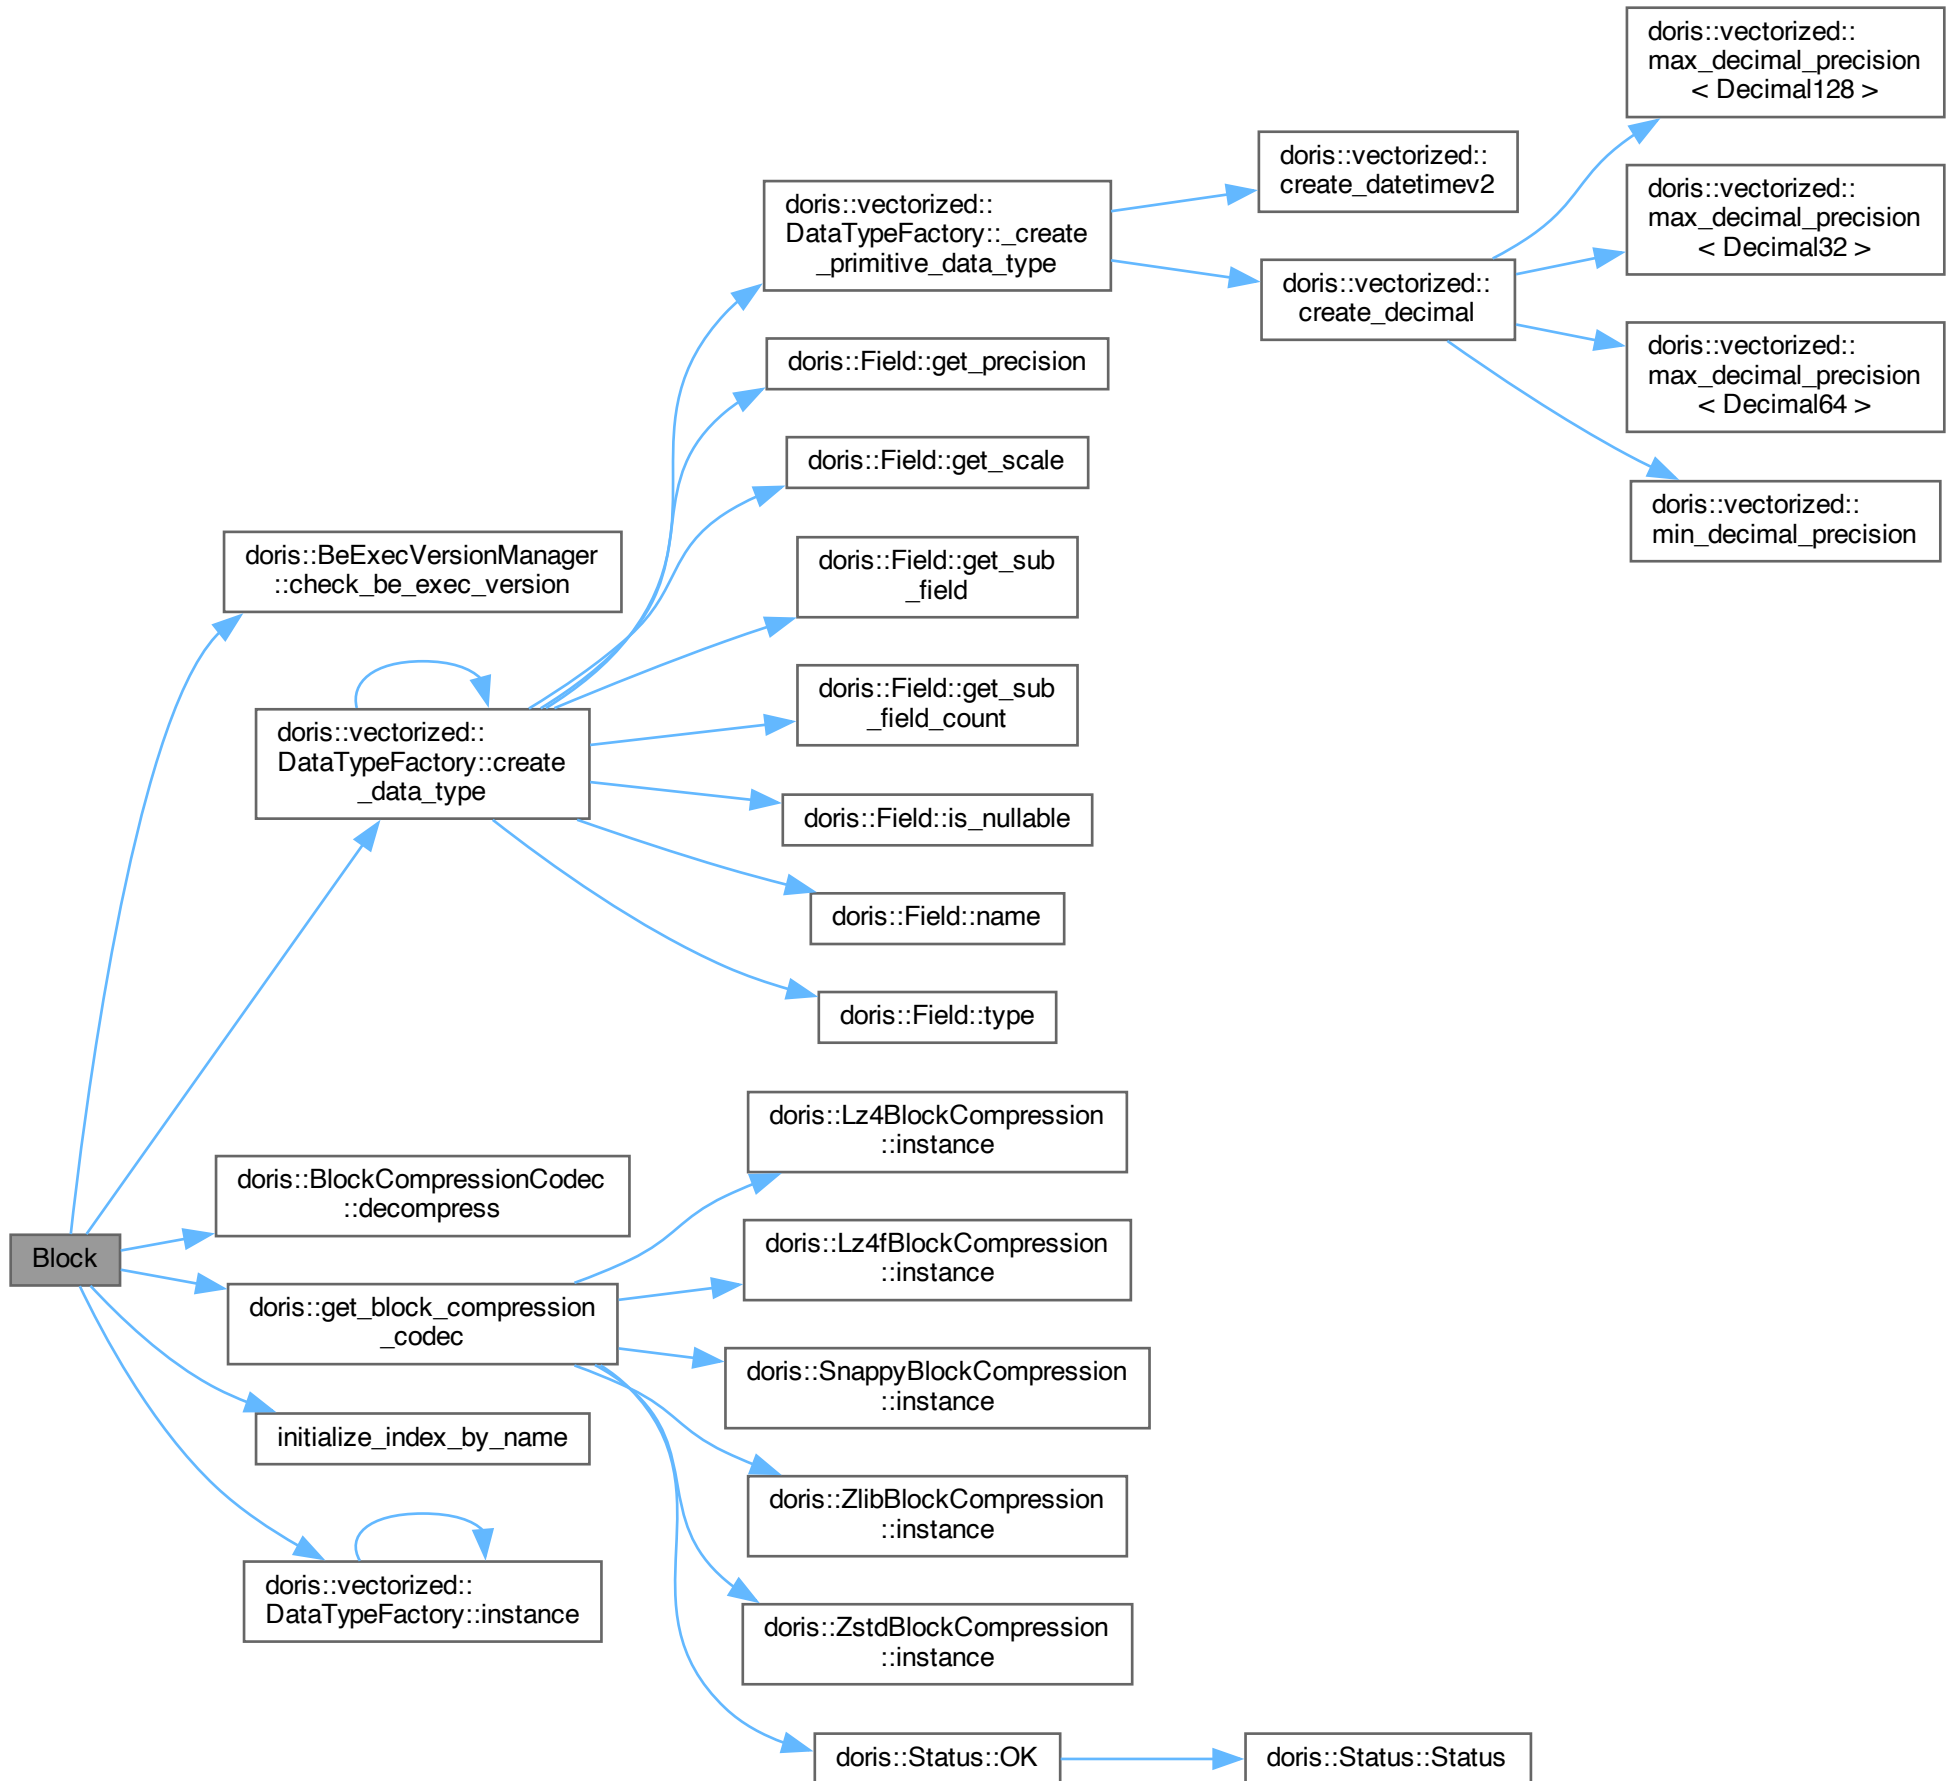 Block
doris::BeExecVersionManager
::check_be_exec_version
doris::vectorized::
DataTypeFactory::create
_data_type
doris::BlockCompressionCodec
::decompress
doris::get_block_compression
_codec
initialize_index_by_name
doris::vectorized::
DataTypeFactory::instance
doris::vectorized::
DataTypeFactory::_create
_primitive_data_type
doris::Field::get_precision
doris::Field::get_scale
doris::Field::get_sub
_field
doris::Field::get_sub
_field_count
doris::Field::is_nullable
doris::Field::name
doris::Field::type
doris::Lz4BlockCompression
::instance
doris::Lz4fBlockCompression
::instance
doris::SnappyBlockCompression
::instance
doris::ZlibBlockCompression
::instance
doris::ZstdBlockCompression
::instance
doris::Status::OK
doris::Status::Status
doris::vectorized::
create_datetimev2
doris::vectorized::
create_decimal
doris::vectorized::
max_decimal_precision
< Decimal128 >
doris::vectorized::
max_decimal_precision
< Decimal32 >
doris::vectorized::
max_decimal_precision
< Decimal64 >
doris::vectorized::
min_decimal_precision